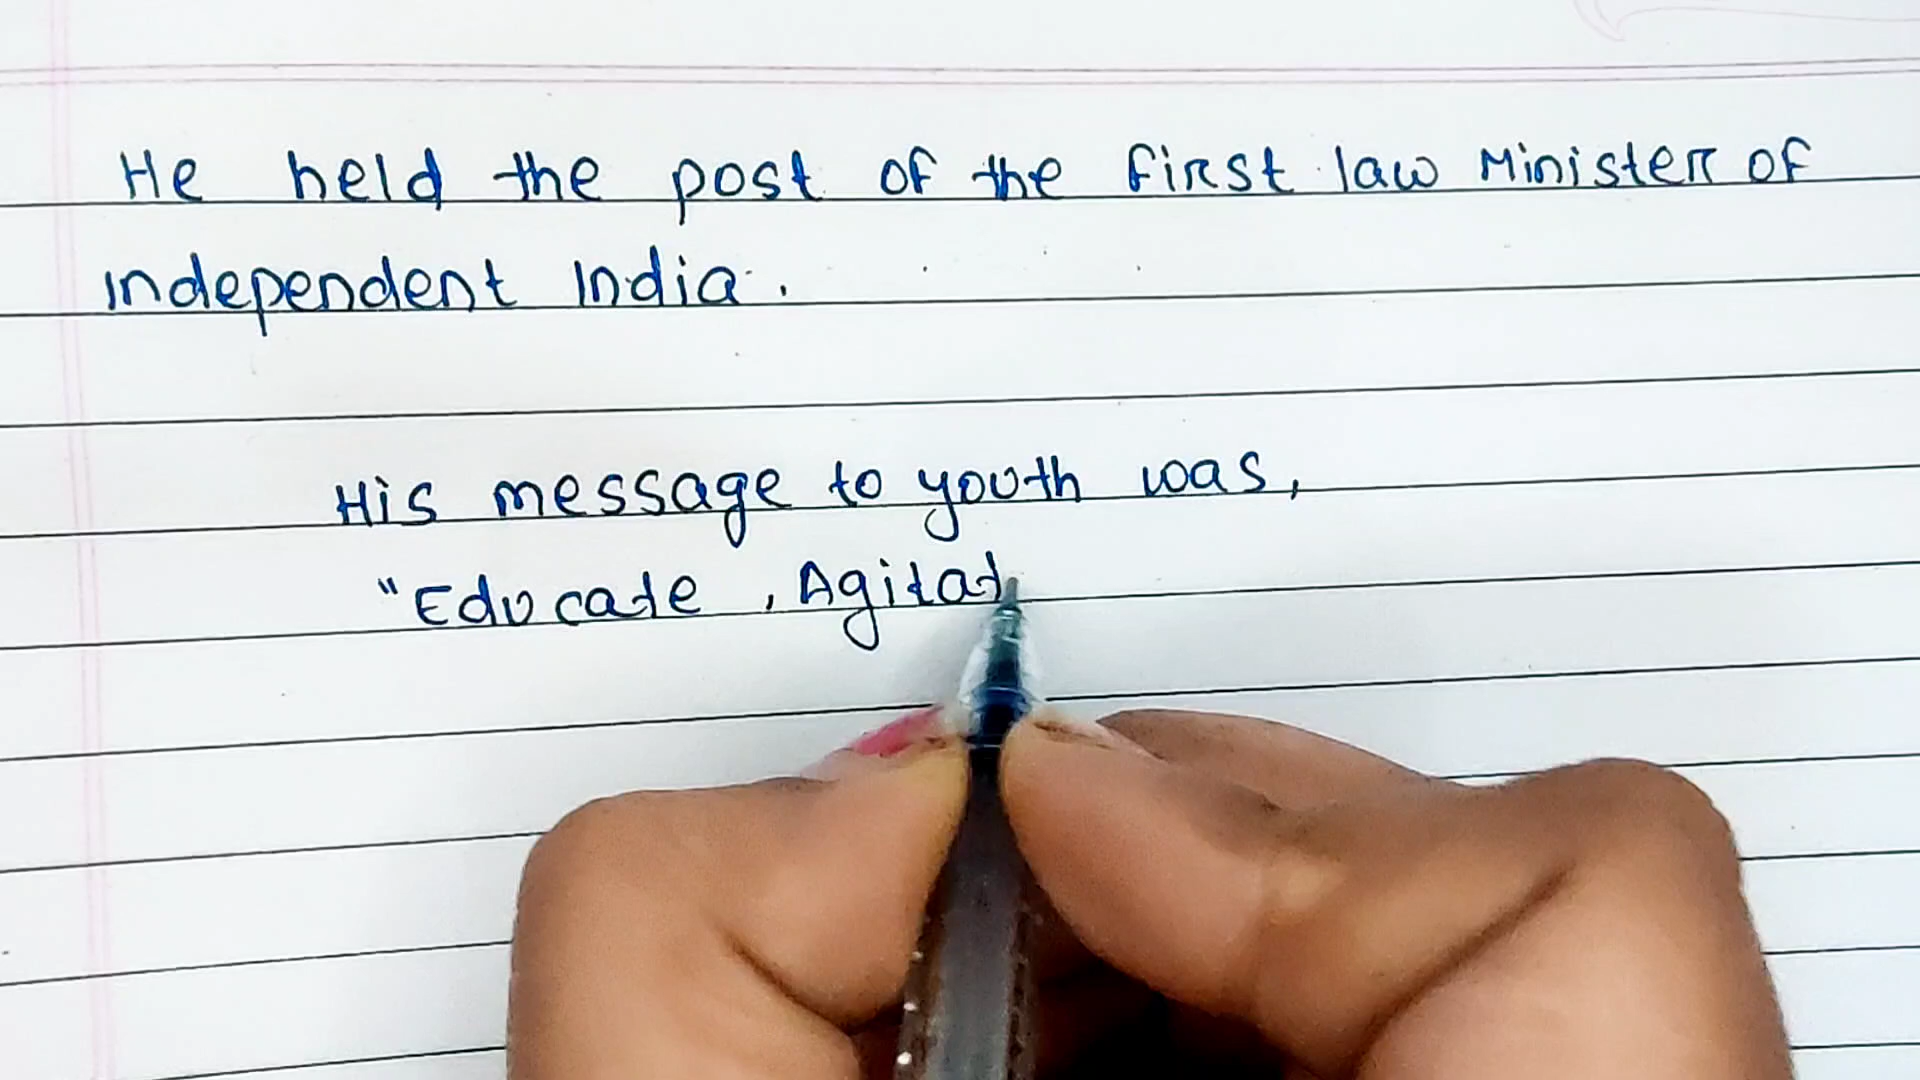 He held the post of the first law Minister of
independent India.
His message to youth was,
"Educate, Agitat